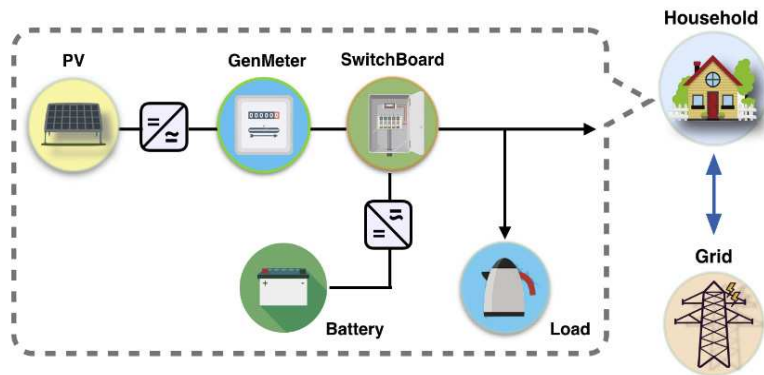 Household
PV
GenMeter
SwitchBoard
Grid
Battery
Load